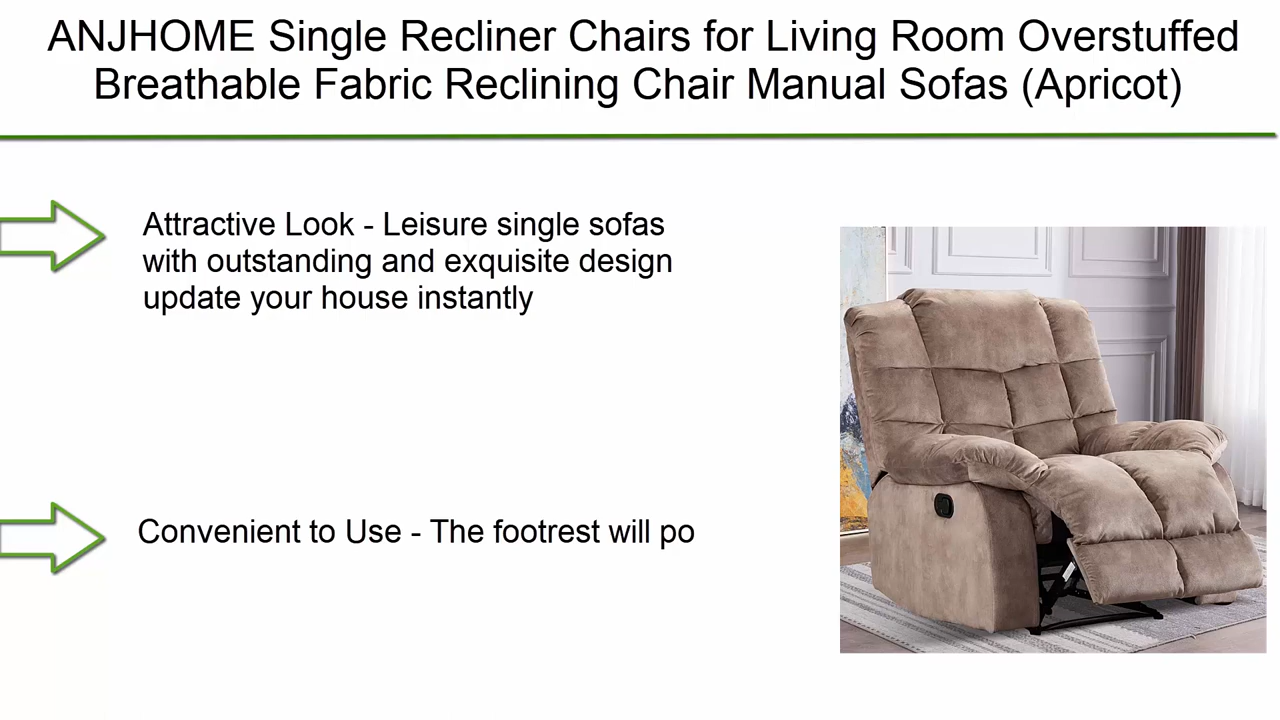 ANJHOME Single Recliner Chairs for Living Room Overstuffed
Breathable Fabric Reclining Chair Manual Sofas (Apricot)
Attractive Look - Leisure single sofas
with outstanding and exquisite design
update your house instantly
Convenient to Use - The footrest will po